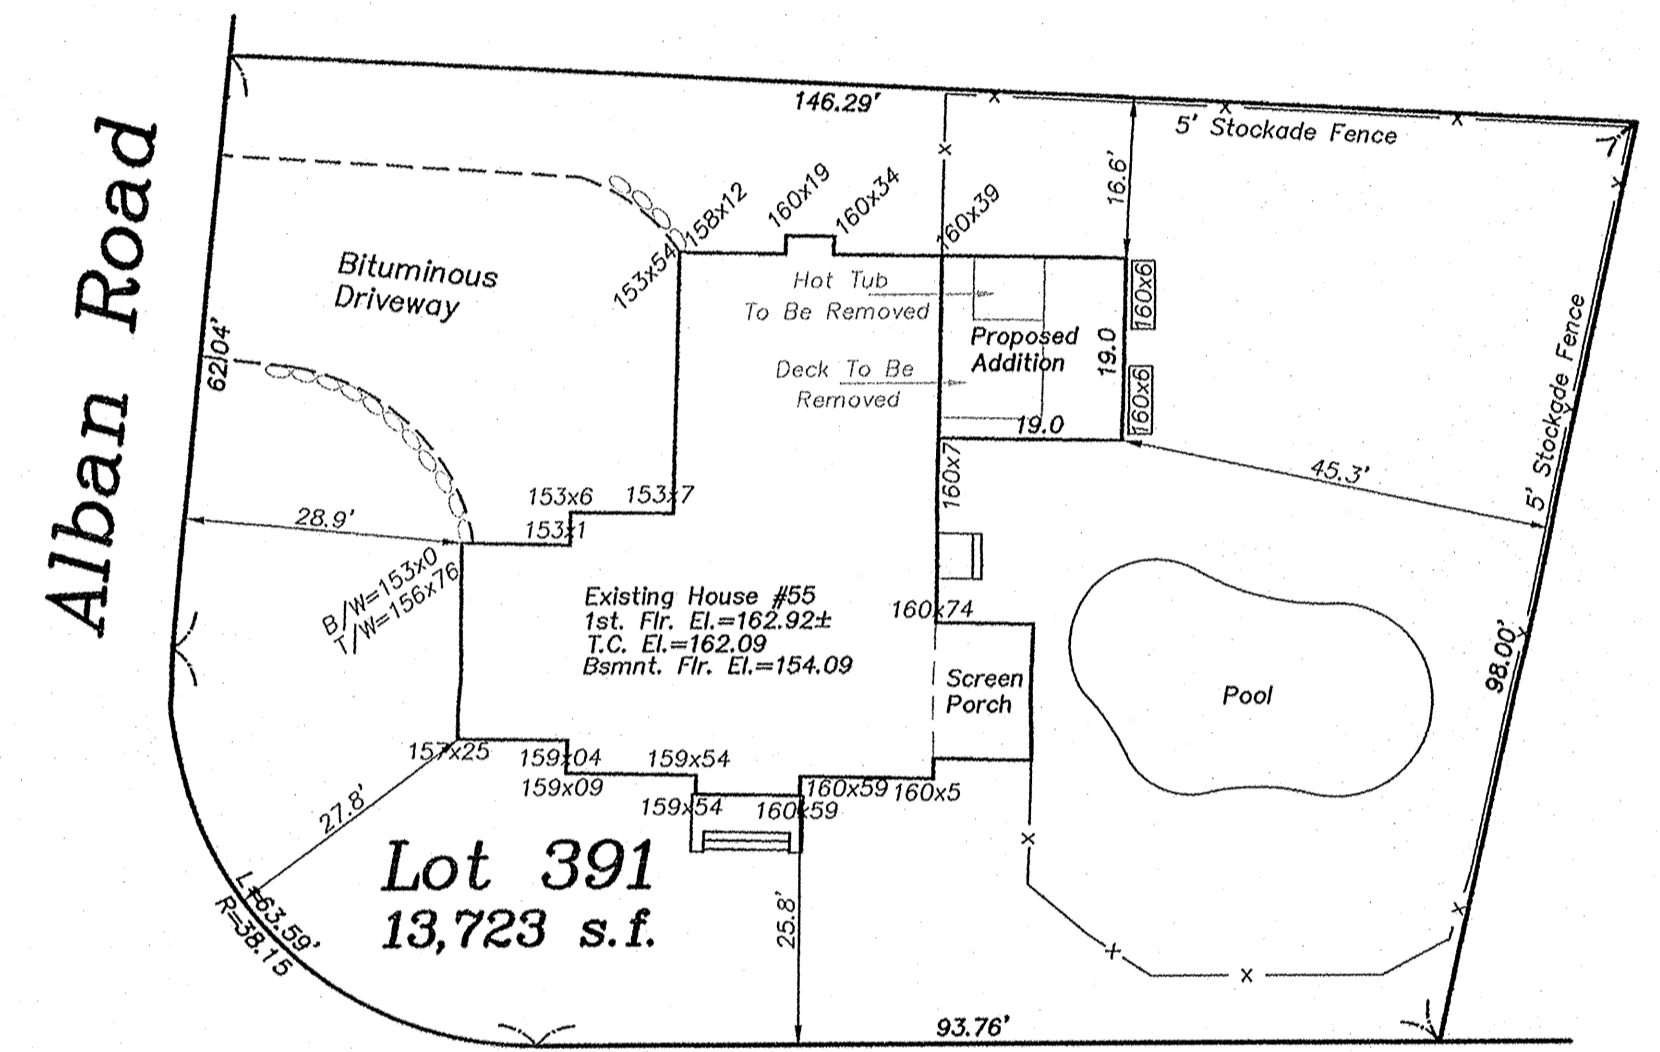 Alban Road
146.29'
5' Stockade Fence
16.6'
158x12
160x19
160x34
160x39
153x54
Bituminous
Driveway
Hot Tub
To Be Removed
160x6
Proposed
Addition
19.0
Deck To Be
Removed
160x6
19.0
62.04'
5' Stockade Fence
45.3'
160x7
153x6
153x7
153x1
28.9'
B/W=153x0
T/W=156x76
Existing House #55
1st. Flr. El.=162.92±
T.C. El.=162.09
Bsmnt. Flr. El.=154.09
160x74
Screen
Porch
Pool
98.00'
157x25
159x04
159x54
159x09
159x54
160x59
160x59
160x5
27.8'
Lot 391
13,723 s.f.
L=63.59'
R=38.15
25.8'
93.76'